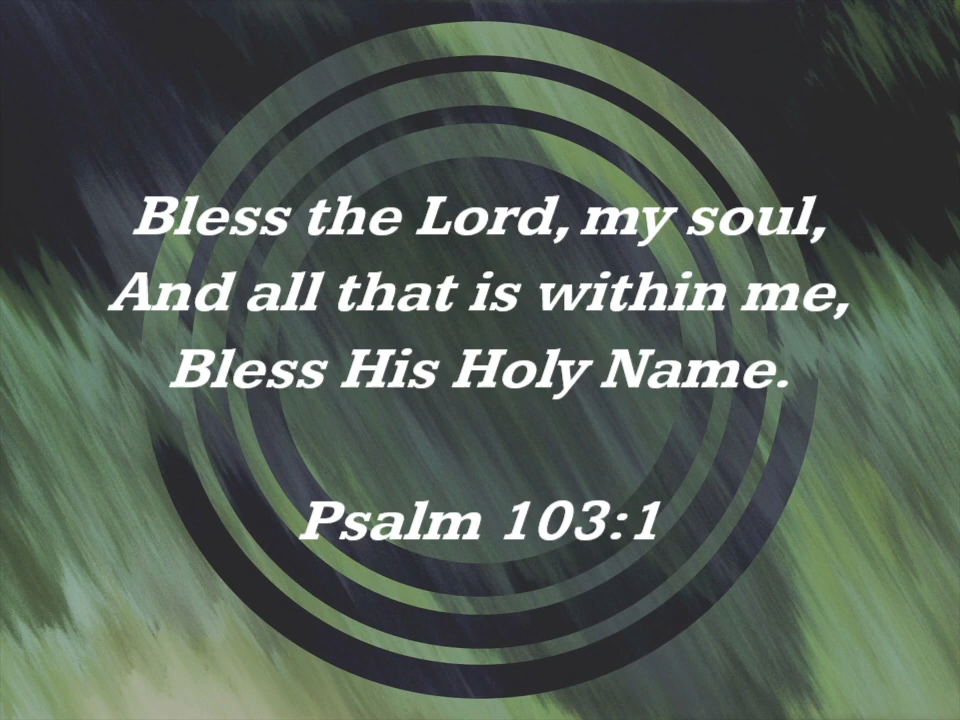 Bless the Lord, my soul,
And all that is within me,
Bless His Holy Name.
Psalm 103:1